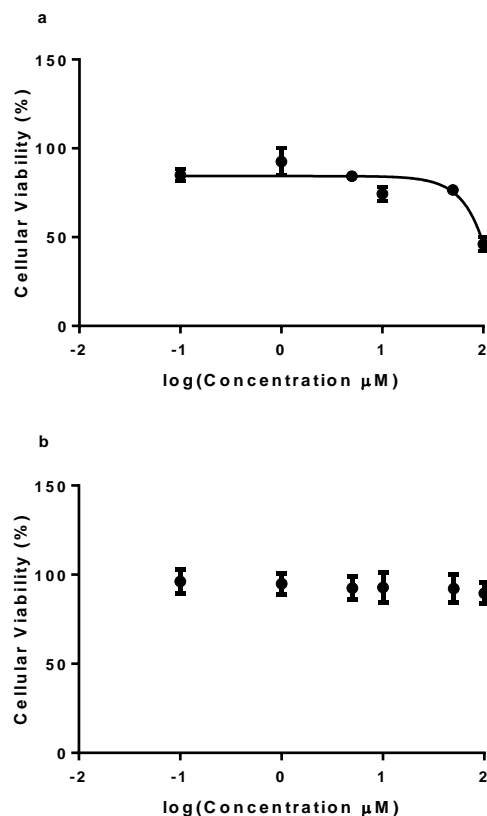 a
150
100
50
0
Cellular Viability (%)
-2 -1 0 1 2
log(Concentration µM)
b
150
100
50
0
Cellular Viability (%)
-2 -1 0 1 2
log(Concentration µM)